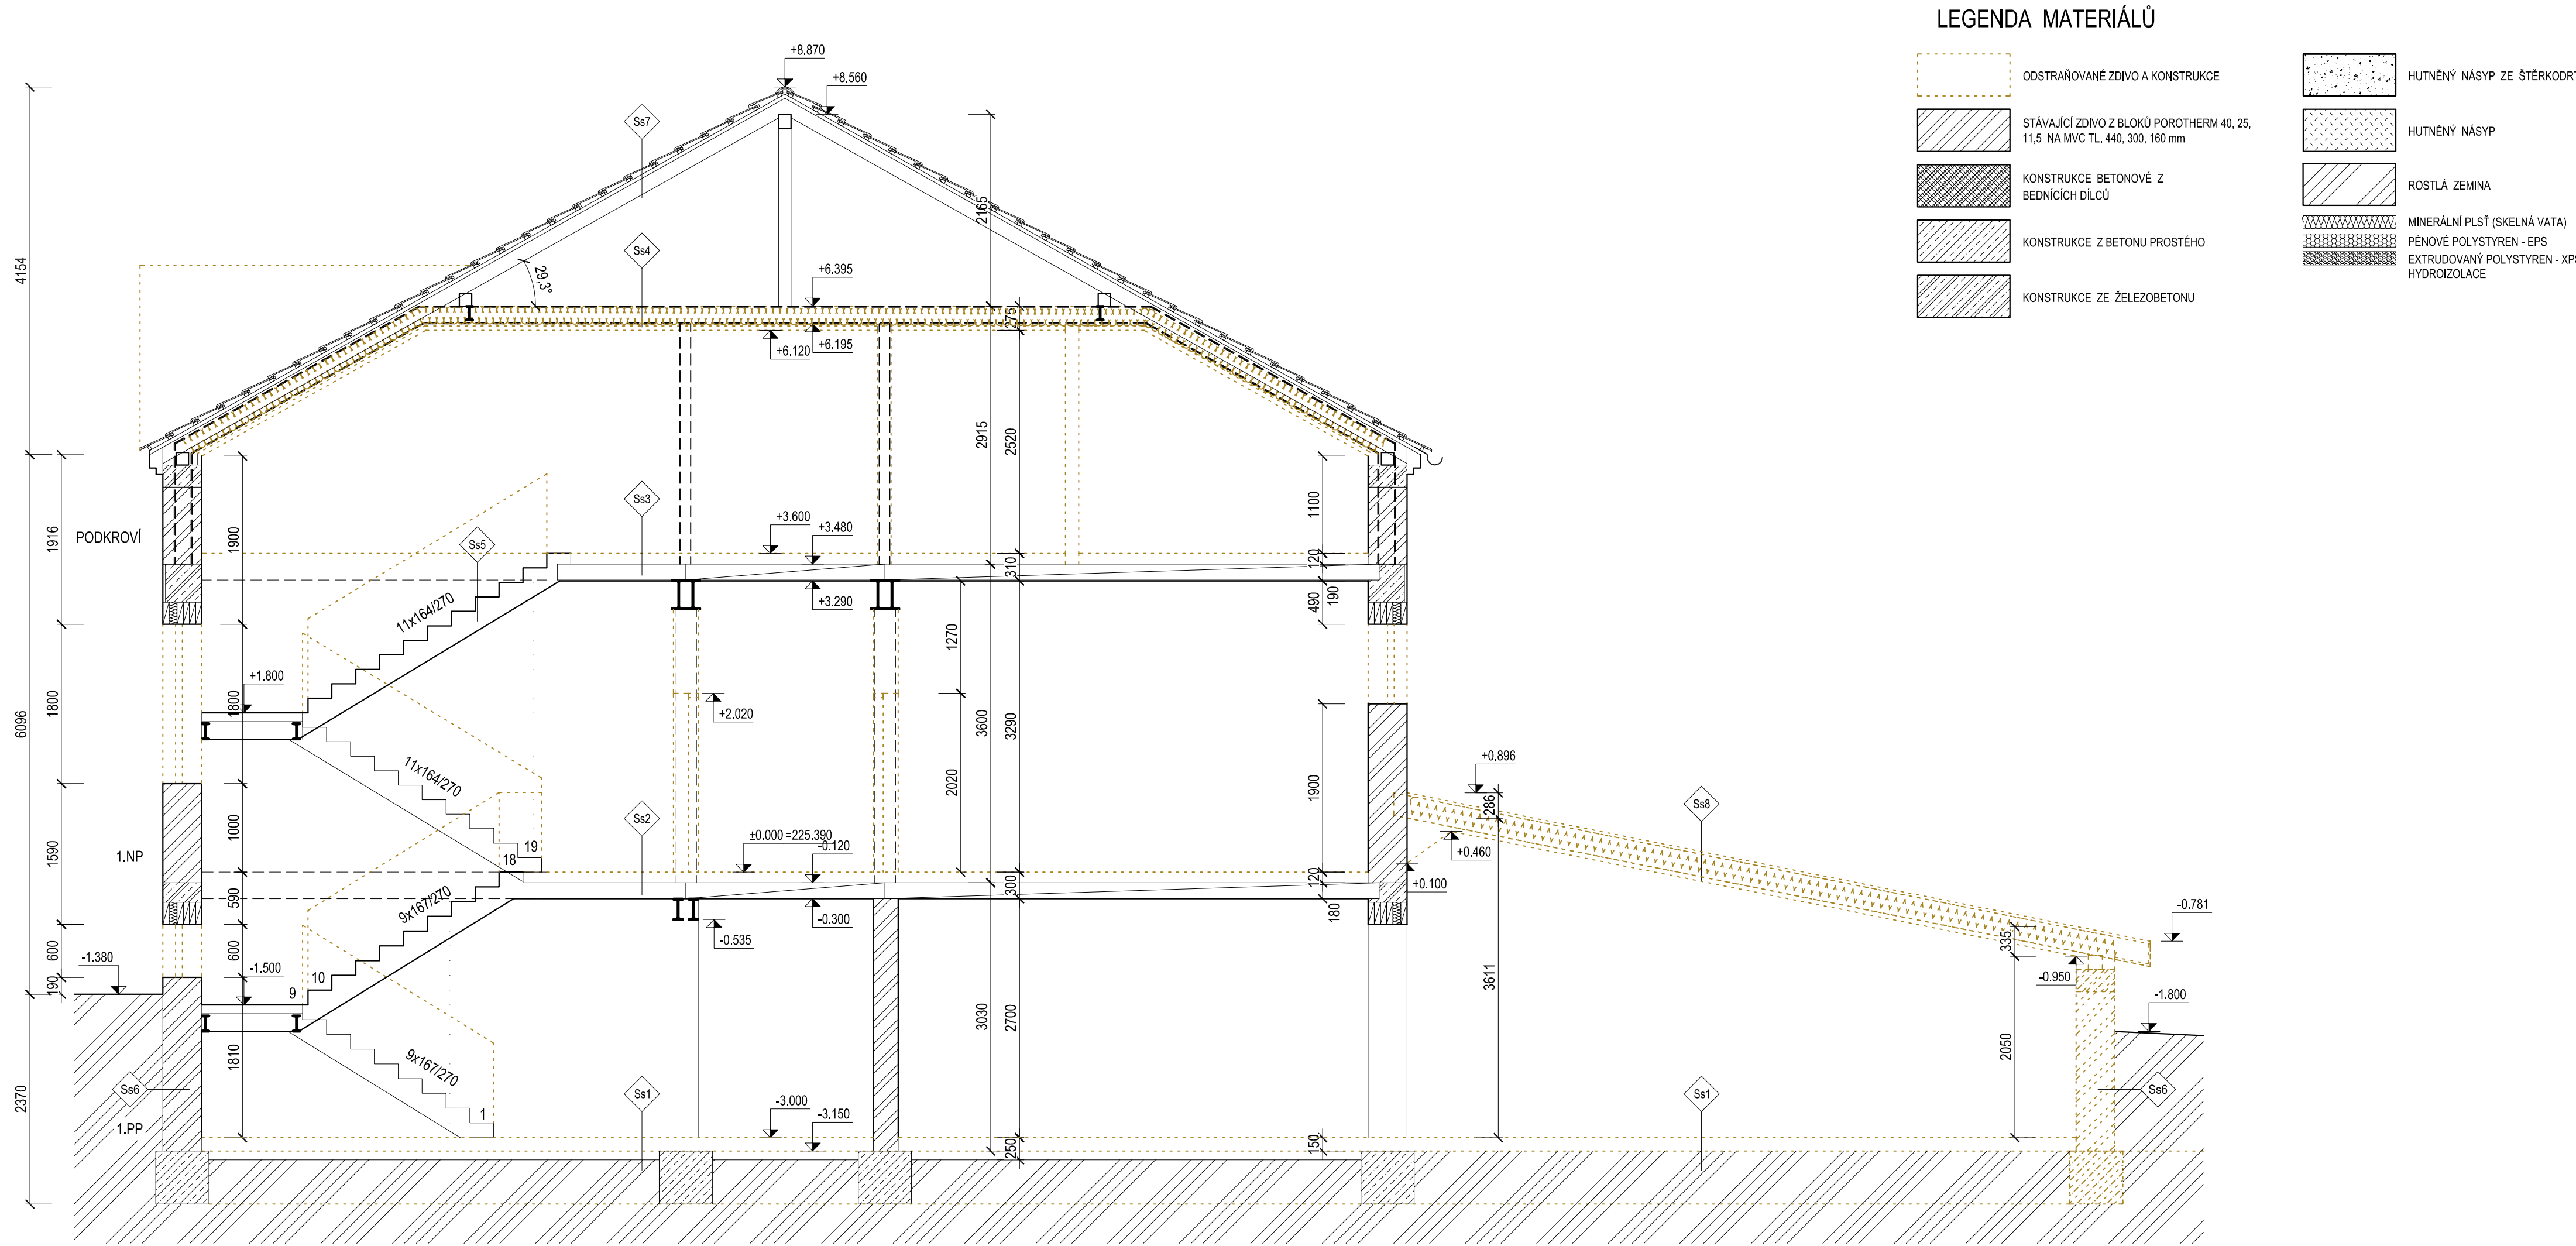 LEGENDA MATERIÁLŮ
ODSTRAŇOVANÉ ZDIVO A KONSTRUKCE
STÁVAJÍCÍ ZDIVO Z BLOKŮ POROTHERM 40, 25,
11,5 NA MVC TL. 440, 300, 160 mm
KONSTRUKCE BETONOVÉ Z
BEDNÍCÍCH DÍLCŮ
KONSTRUKCE Z BETONU PROSTÉHO
KONSTRUKCE ZE ŽELEZOBETONU
HUTNĚNÝ NÁSYP ZE ŠTĚRKODRT
HUTNĚNÝ NÁSYP
ROSTLÁ ZEMINA
MINERÁLNÍ PLSŤ (SKELNÁ VATA)
PĚNOVÉ POLYSTYREN - EPS
EXTRUDOVANÝ POLYSTYREN - XPS
HYDROIZOLACE
+8.870
+8.560
Ss7
2165
4154
Ss4
29,3°
+6.395
275
+6.120
+6.195
2915
2520
1916
PODKROVÍ
1900
Ss5
Ss3
+3.600
+3.480
1100
310
120
+3.290
490
190
11x164/270
1270
+1.800
1800
1800
6096
+2.020
3600
3290
11x164/270
2020
1900
+0.896
286
Ss8
1000
Ss2
±0.000 =225.390
-0.120
1590
1.NP
18
19
+0.460
+0.100
300
120
180
590
9x167/270
-0.300
-0.535
-0.781
335
600
600
-1.380
-1.500
190
9
10
3611
-0.950
-1.800
3030
2700
2050
1810
9x167/270
2370
Ss6
1.PP
1
Ss1
-3.000
-3.150
250
150
Ss1
Ss6